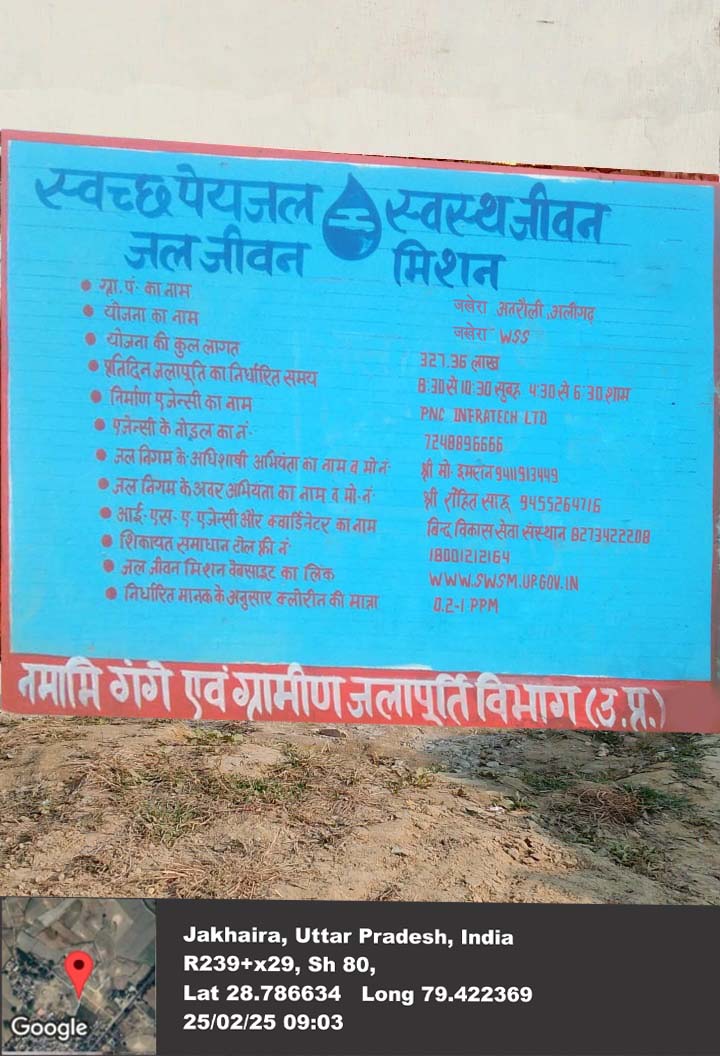 स्वच्छ पेयजल स्वस्थ जीवन
जल जीवन मिशन
ग्रा. पं. का नाम जखेरा अतरौली अलीगढ़
योजना का नाम जखेरा WSS
योजना की कुल लागत 327.36 लाख
प्रतिदिन जलापूर्ति का निर्धारित समय 8:30 से 10:30 सुबह 4:30 से 6:30 शाम
निर्माण एजेन्सी का नाम PNC INFRATECH LTD
एजेन्सी के नोडल का नं. 7248896666
जल निगम के अधिशाषी अभियंता का नाम व मो.नं. श्री मो. इमरान 9411913449
जल निगम के अवर अभियंता का नाम व मो.नं. श्री रोहित साहू 9455264716
आई.एस.ए. एजेन्सी और क्वार्डिनेटर का नाम बिन्द विकास सेवा संस्थान 8273422208
शिकायत समाधान टोल फ्री नं. 18001212164
जल जीवन मिशन वेबसाइट का लिंक WWW.SWSM.UP.GOV.IN
निर्धारित मानक के अनुसार क्लोरीन की मात्रा 0.2-1 PPM
नमामि गंगे एवं ग्रामीण जलापूर्ति विभाग (उ.प्र.)
Jakhaira, Uttar Pradesh, India
R239+x29, Sh 80,
Lat 28.786634 Long 79.422369
25/02/25 09:03
Google